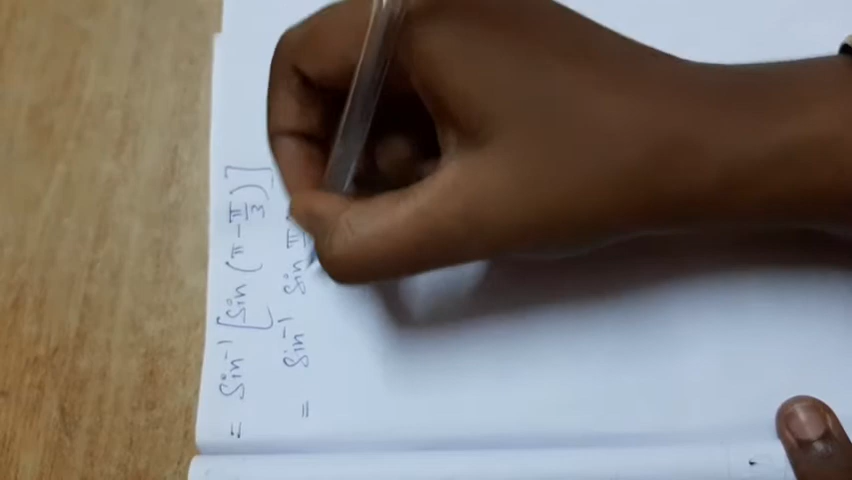 = Sin⁻¹ [Sin (π - π/3)]
= Sin⁻¹ Sin π